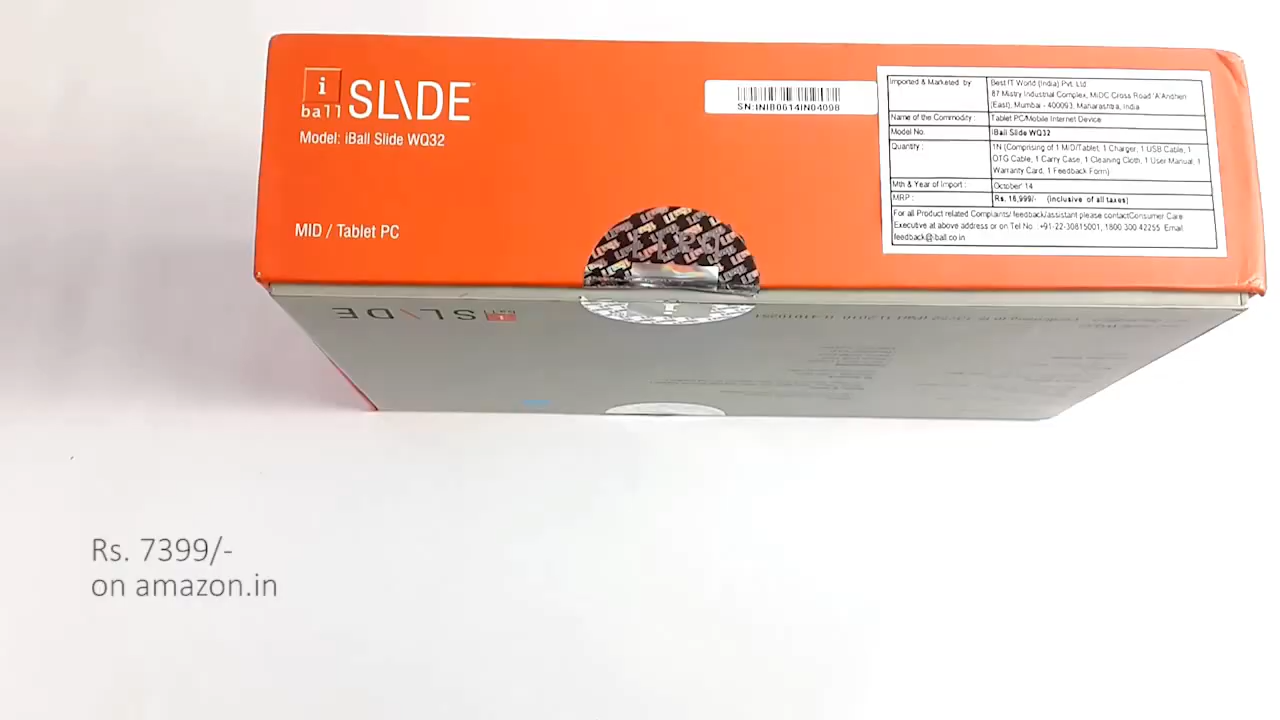 i
ball SLIDE
Model: iBall Slide WQ32
MID / Tablet PC
SN:INIB0614IN04098
Imported & Marketed by Best IT World (India) Pvt. Ltd
87 Mistry Industrial Complex, MIDC Cross Road 'A'Andheri
(East), Mumbai - 400093, Maharashtra, India
Name of the Commodity : Tablet PC/Mobile Internet Device
Model No. iBall Slide WQ32
Quantity : 1N (Comprising of 1 MID/Tablet, 1 Charger, 1 USB Cable, 1
OTG Cable, 1 Carry Case, 1 Cleaning Cloth, 1 User Manual, 1
Warranty Card, 1 Feedback Form)
Mth & Year of Import : October' 14
MRP : Rs. 16,999/- (Inclusive of all taxes)
For all Product related Complaints/ feedback/assistant please contactConsumer Care
Executive at above address or on Tel No. :+91-22-30815001, 1800 300 42255 Email
feedback@iball.co.in
i
ball SLIDE
Rs. 7399/-
on amazon.in